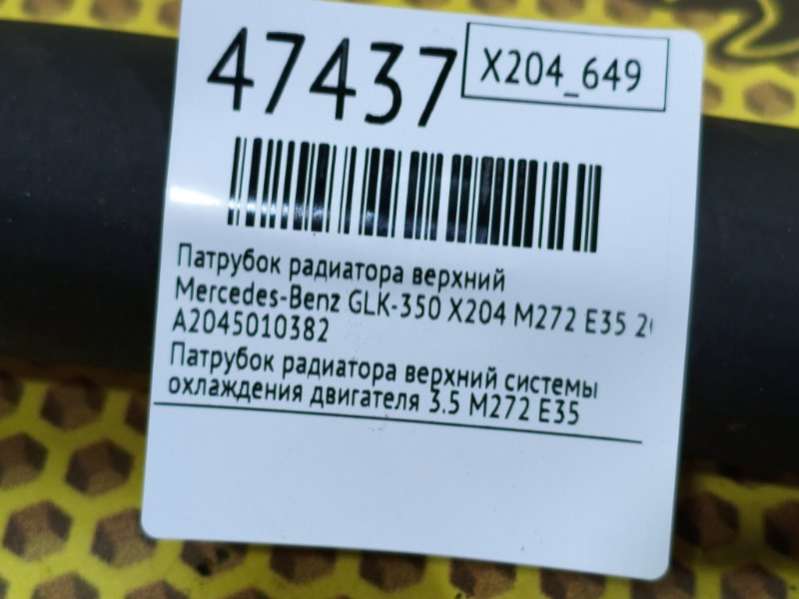 47437
X204_649
Патрубок радиатора верхний
Mercedes-Benz GLK-350 X204 M272 E35
A2045010382
Патрубок радиатора верхний системы
охлаждения двигателя 3.5 M272 E35